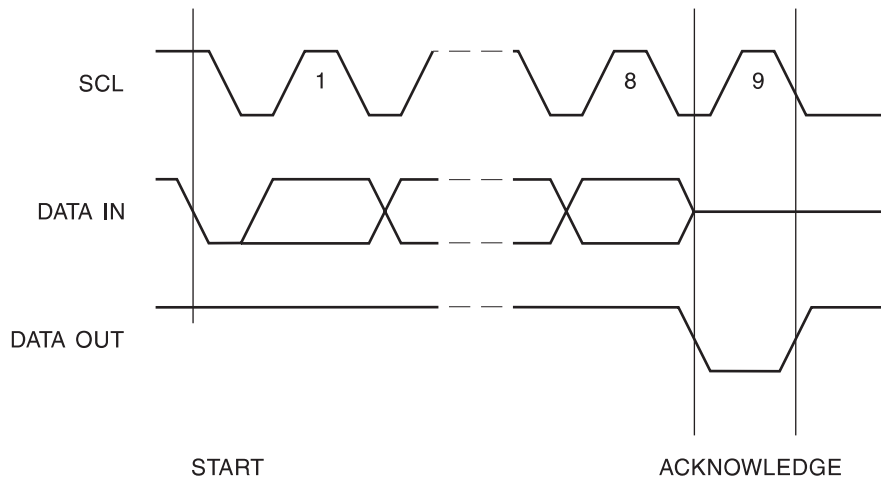 SCL
1
8
9
DATA IN
DATA OUT
START
ACKNOWLEDGE